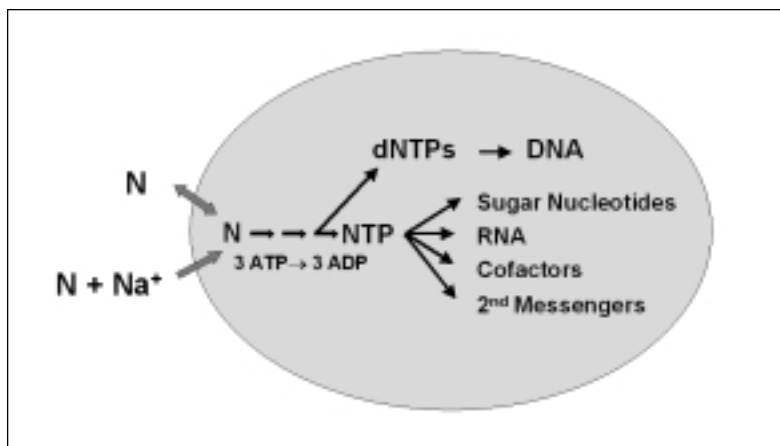 dNTPs → DNA
N
Sugar Nucleotides
N → → → NTP
RNA
3 ATP → 3 ADP
Cofactors
N + Na⁺
2ⁿᵈ Messengers